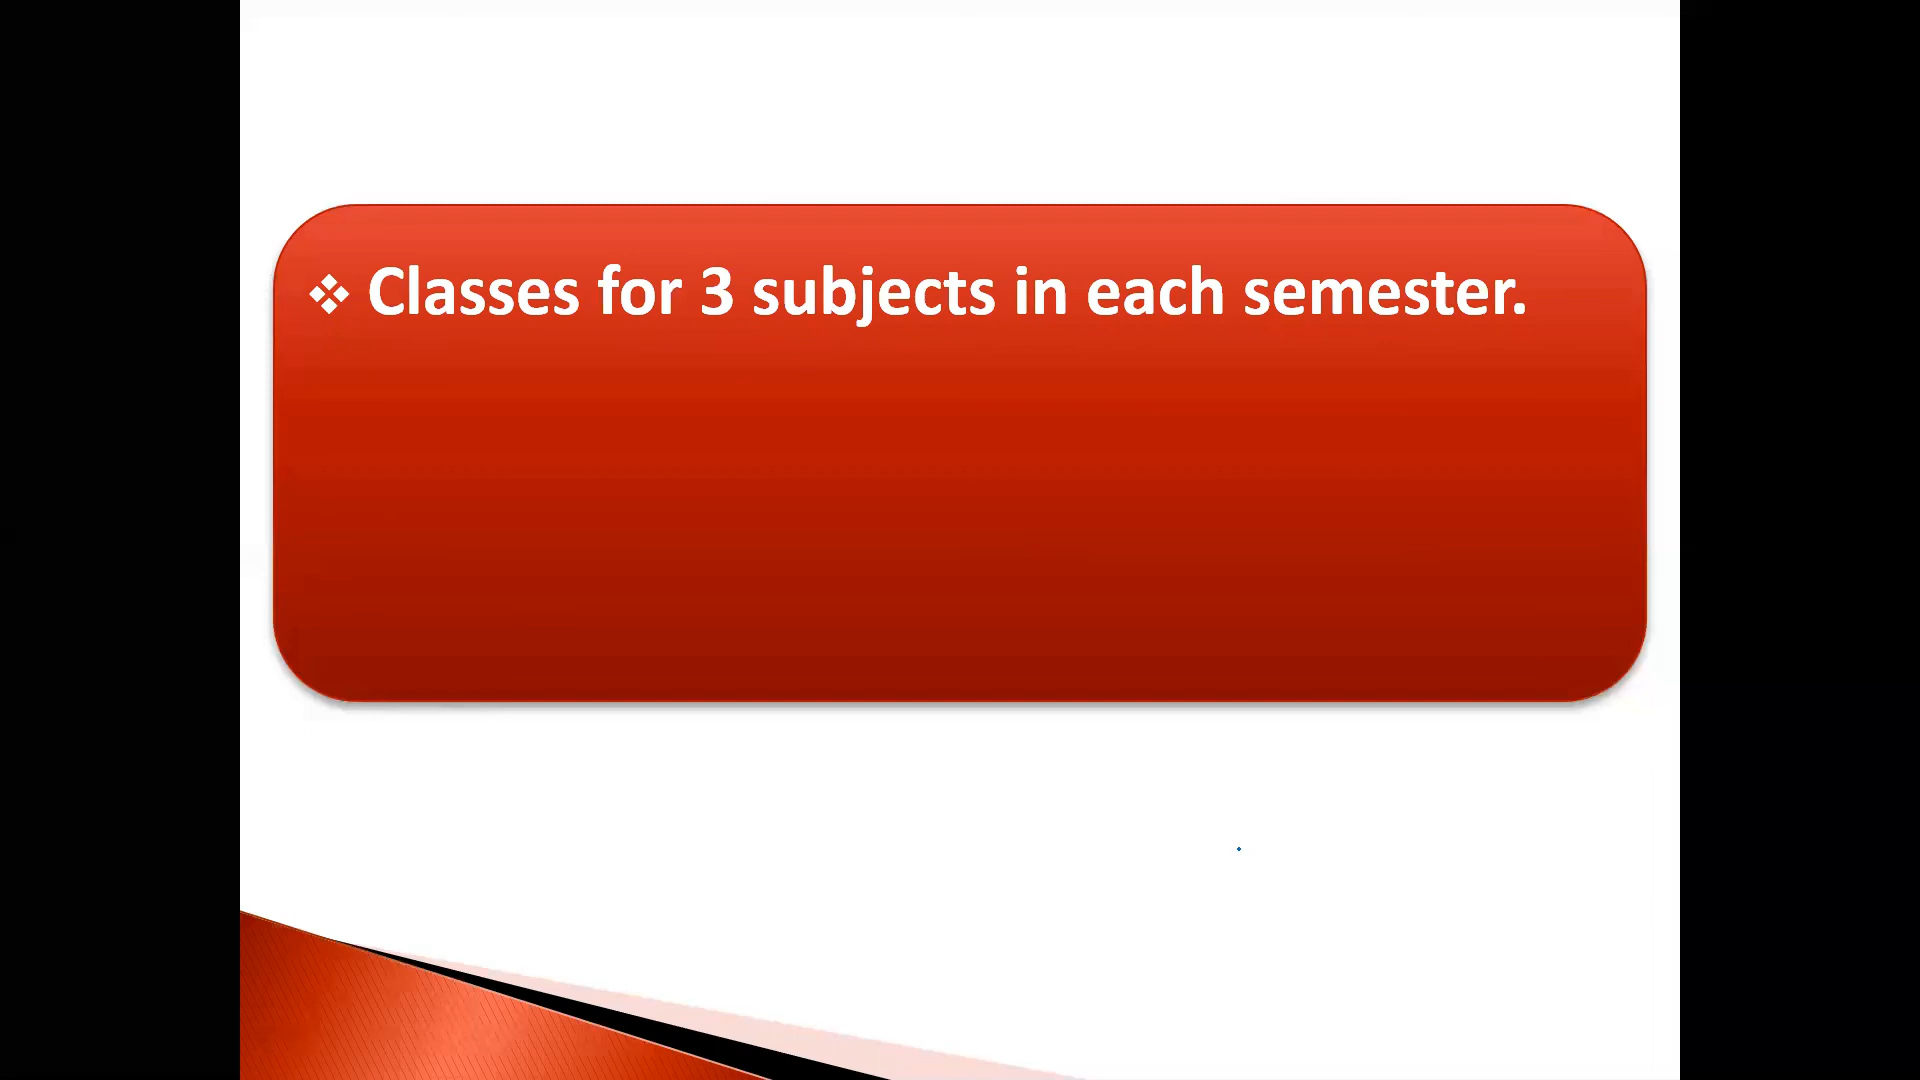 ❖ Classes for 3 subjects in each semester.